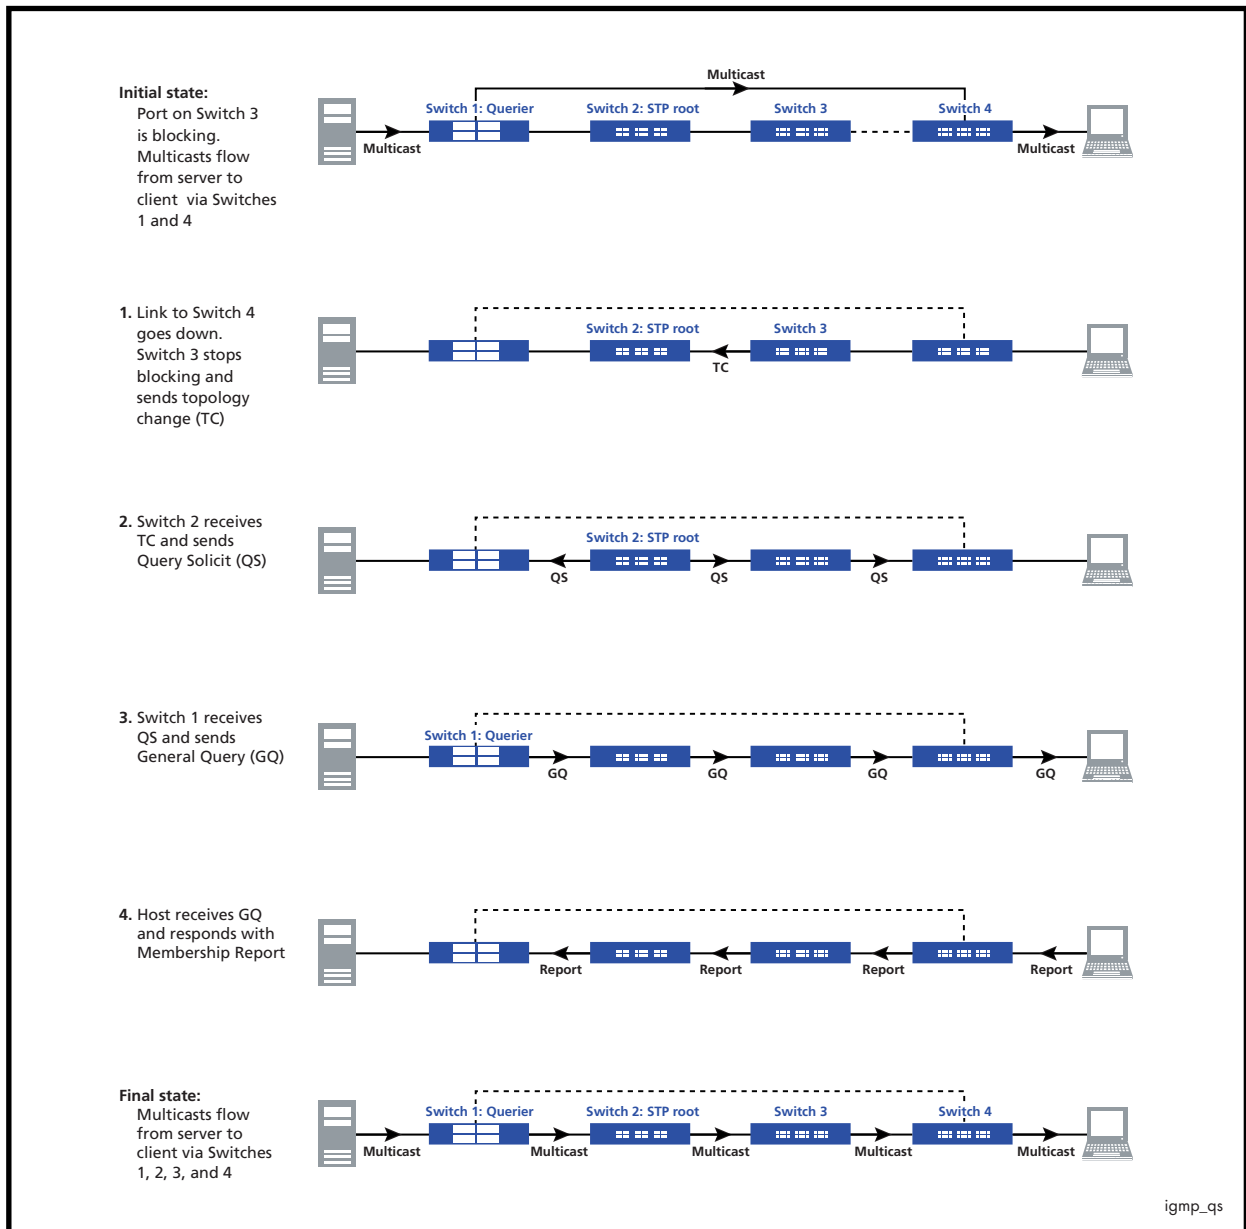 Initial state:
Port on Switch 3
is blocking.
Multicasts flow
from server to
client via Switches
1 and 4
Multicast
Switch 1: Querier
Switch 2: STP root
Switch 3
Switch 4
Multicast
Multicast
1. Link to Switch 4
goes down.
Switch 3 stops
blocking and
sends topology
change (TC)
Switch 2: STP root
Switch 3
TC
2. Switch 2 receives
TC and sends
Query Solicit (QS)
Switch 2: STP root
QS
QS
QS
3. Switch 1 receives
QS and sends
General Query (GQ)
Switch 1: Querier
GQ
GQ
GQ
GQ
4. Host receives GQ
and responds with
Membership Report
Report
Report
Report
Report
Final state:
Multicasts flow
from server to
client via Switches
1, 2, 3, and 4
Switch 1: Querier
Switch 2: STP root
Switch 3
Switch 4
Multicast
Multicast
Multicast
Multicast
Multicast
igmp_qs